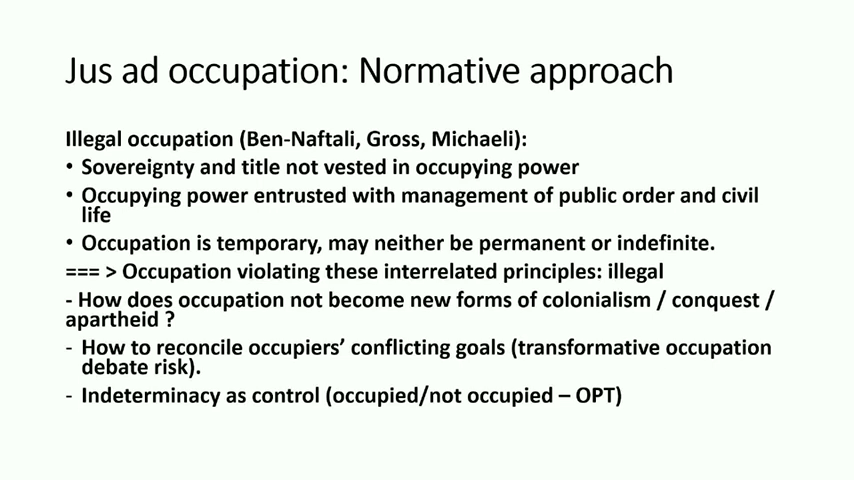 Jus ad occupation: Normative approach
Illegal occupation (Ben-Naftali, Gross, Michaeli):
• Sovereignty and title not vested in occupying power
• Occupying power entrusted with management of public order and civil
life
• Occupation is temporary, may neither be permanent or indefinite.
=== > Occupation violating these interrelated principles: illegal
- How does occupation not become new forms of colonialism / conquest /
apartheid ?
- How to reconcile occupiers’ conflicting goals (transformative occupation
debate risk).
- Indeterminacy as control (occupied/not occupied – OPT)